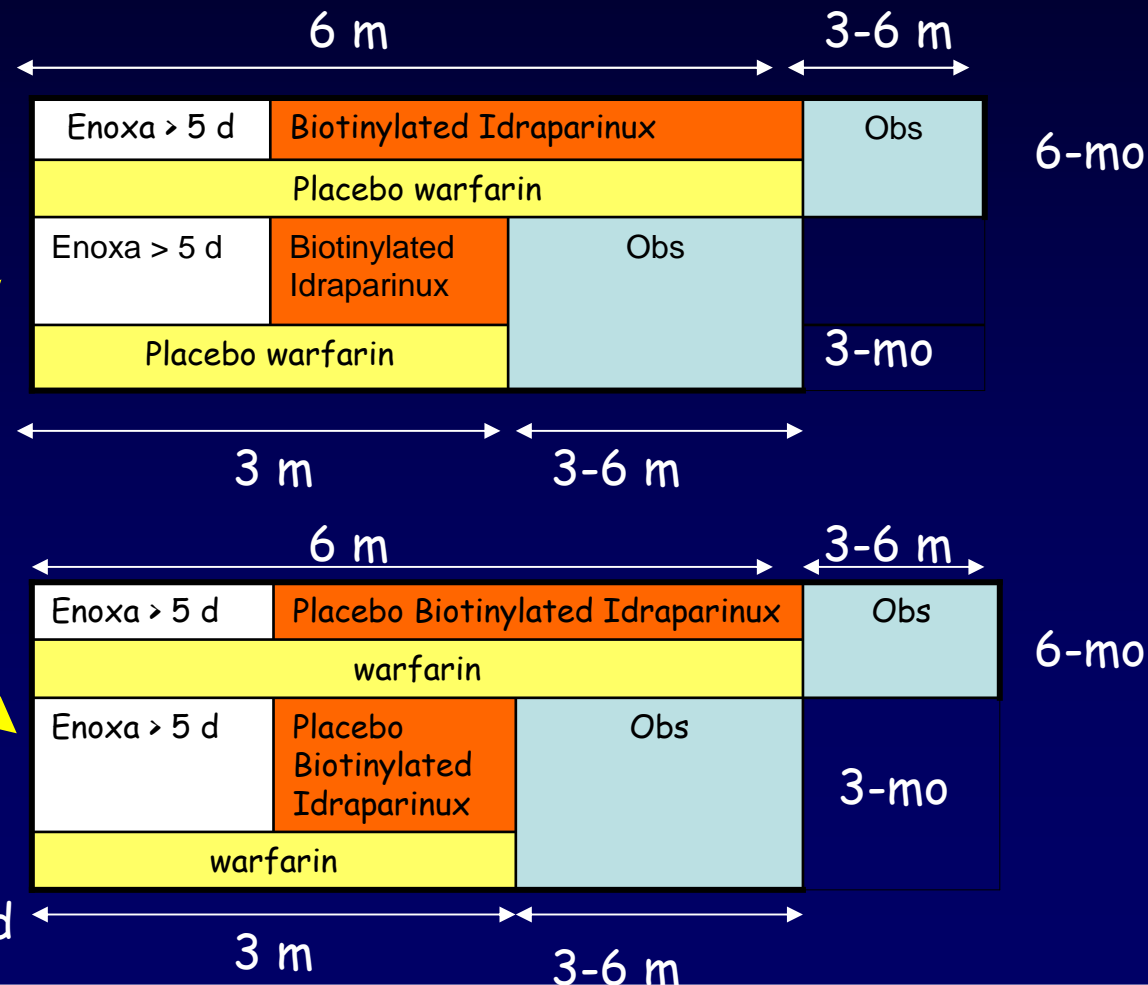 6 m 3-6 m
Enoxa > 5 d Biotinylated Idraparinux Obs
6-mo
Placebo warfarin
Enoxa > 5 d Biotinylated Obs
Idraparinux
Placebo warfarin 3-mo
3 m 3-6 m
6 m 3-6 m
Enoxa > 5 d Placebo Biotinylated Idraparinux Obs
6-mo
warfarin
Enoxa > 5 d Placebo Obs
Biotinylated
3-mo
Idraparinux
warfarin
d
3 m 3-6 m